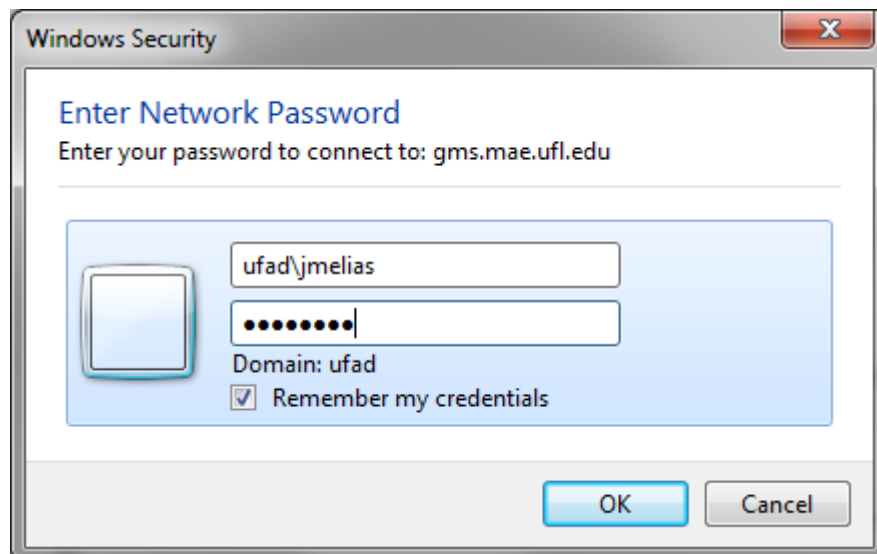 Windows Security
Enter Network Password
Enter your password to connect to: gms.mae.ufl.edu
ufad\jmelias
●●●●●●●●
Domain: ufad
Remember my credentials
OK Cancel